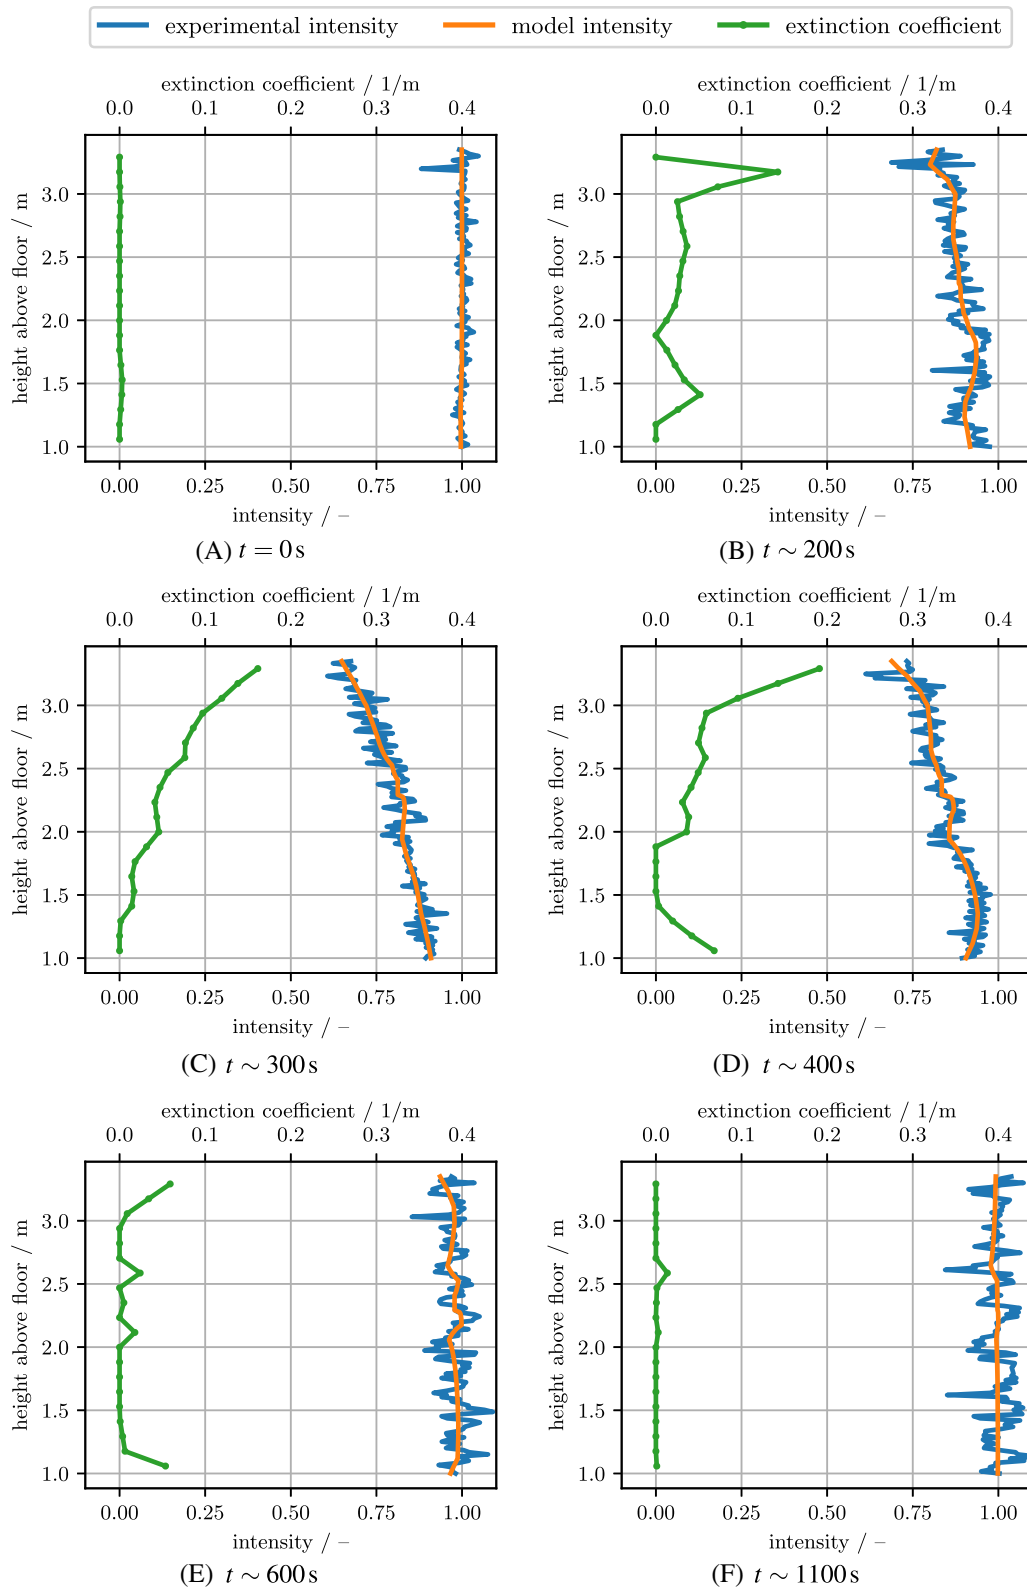 experimental intensity model intensity extinction coefficient
extinction coefficient / 1/m extinction coefficient / 1/m
0.0 0.1 0.2 0.3 0.4 0.0 0.1 0.2 0.3 0.4
height above floor / m height above floor / m
3.0 3.0
2.5 2.5
2.0 2.0
1.5 1.5
1.0 1.0
0.00 0.25 0.50 0.75 1.00 0.00 0.25 0.50 0.75 1.00
intensity / – intensity / –
(A) t = 0s (B) t ∼ 200s
extinction coefficient / 1/m extinction coefficient / 1/m
0.0 0.1 0.2 0.3 0.4 0.0 0.1 0.2 0.3 0.4
height above floor / m height above floor / m
3.0 3.0
2.5 2.5
2.0 2.0
1.5 1.5
1.0 1.0
0.00 0.25 0.50 0.75 1.00 0.00 0.25 0.50 0.75 1.00
intensity / – intensity / –
(C) t ∼ 300s (D) t ∼ 400s
extinction coefficient / 1/m extinction coefficient / 1/m
0.0 0.1 0.2 0.3 0.4 0.0 0.1 0.2 0.3 0.4
height above floor / m height above floor / m
3.0 3.0
2.5 2.5
2.0 2.0
1.5 1.5
1.0 1.0
0.00 0.25 0.50 0.75 1.00 0.00 0.25 0.50 0.75 1.00
intensity / – intensity / –
(E) t ∼ 600s (F) t ∼ 1100s